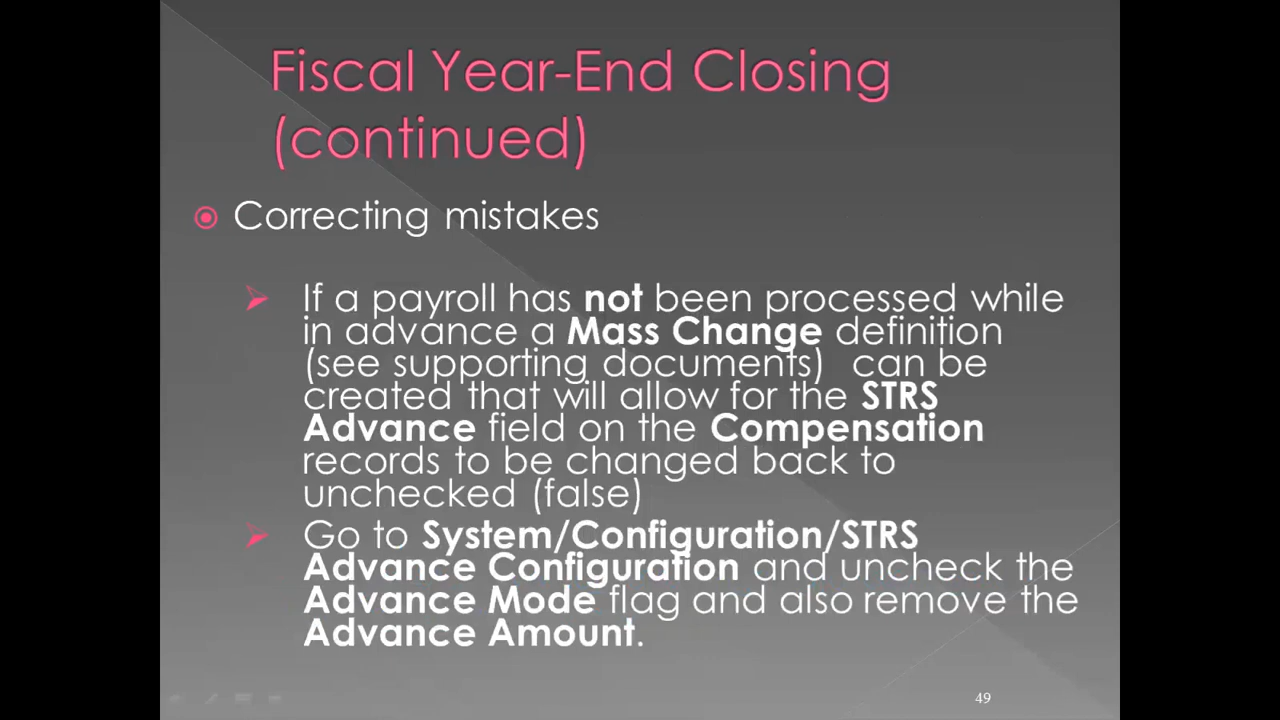 Fiscal Year-End Closing
(continued)
Correcting mistakes
If a payroll has not been processed while
in advance a Mass Change definition
(see supporting documents) can be
created that will allow for the STRS
Advance field on the Compensation
records to be changed back to
unchecked (false)
Go to System/Configuration/STRS
Advance Configuration and uncheck the
Advance Mode flag and also remove the
Advance Amount.
49